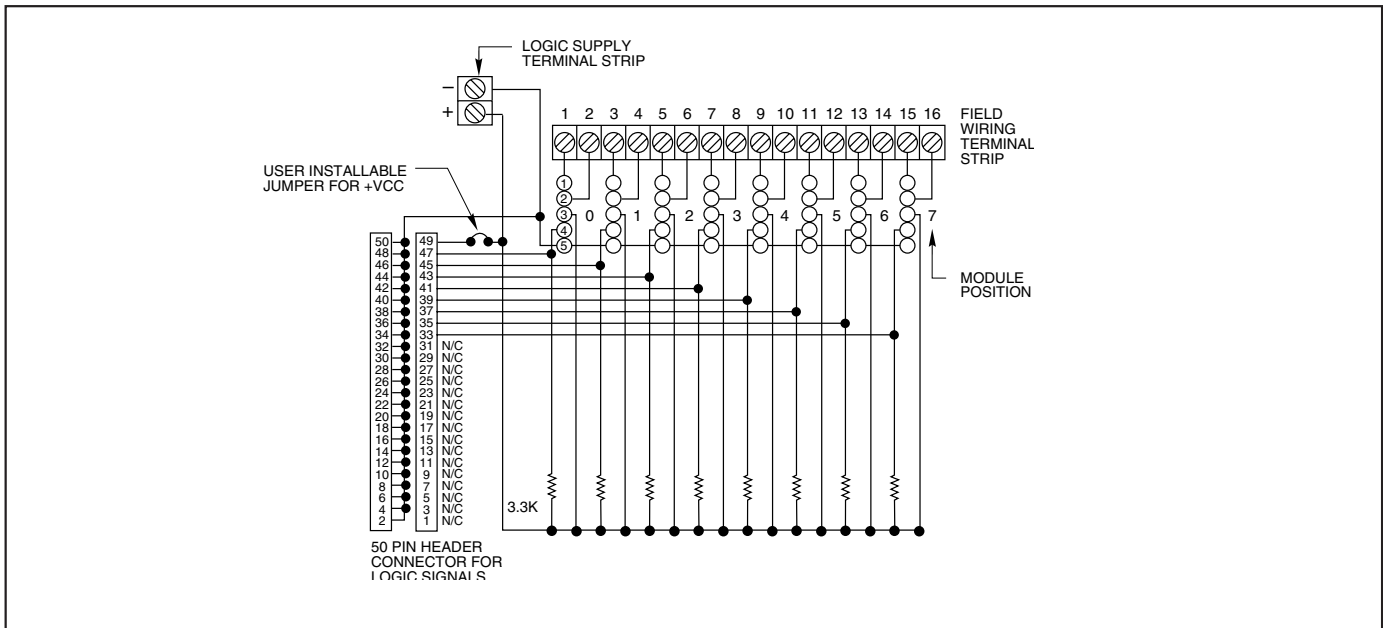 LOGIC SUPPLY
TERMINAL STRIP
−
+
1 2 3 4 5 6 7 8 9 10 11 12 13 14 15 16
FIELD
WIRING
TERMINAL
STRIP
USER INSTALLABLE
JUMPER FOR +VCC
1
2
3
4
5
0 1 2 3 4 5 6 7
MODULE
POSITION
50 49
48 47
46 45
44 43
42 41
40 39
38 37
36 35
34 33
32 31 N/C
30 29 N/C
28 27 N/C
26 25 N/C
24 23 N/C
22 21 N/C
20 19 N/C
18 17 N/C
16 15 N/C
14 13 N/C
12 11 N/C
10 9 N/C
8 7 N/C
6 5 N/C
4 3 N/C
2 1 N/C
3.3K
50 PIN HEADER
CONNECTOR FOR
LOGIC SIGNALS